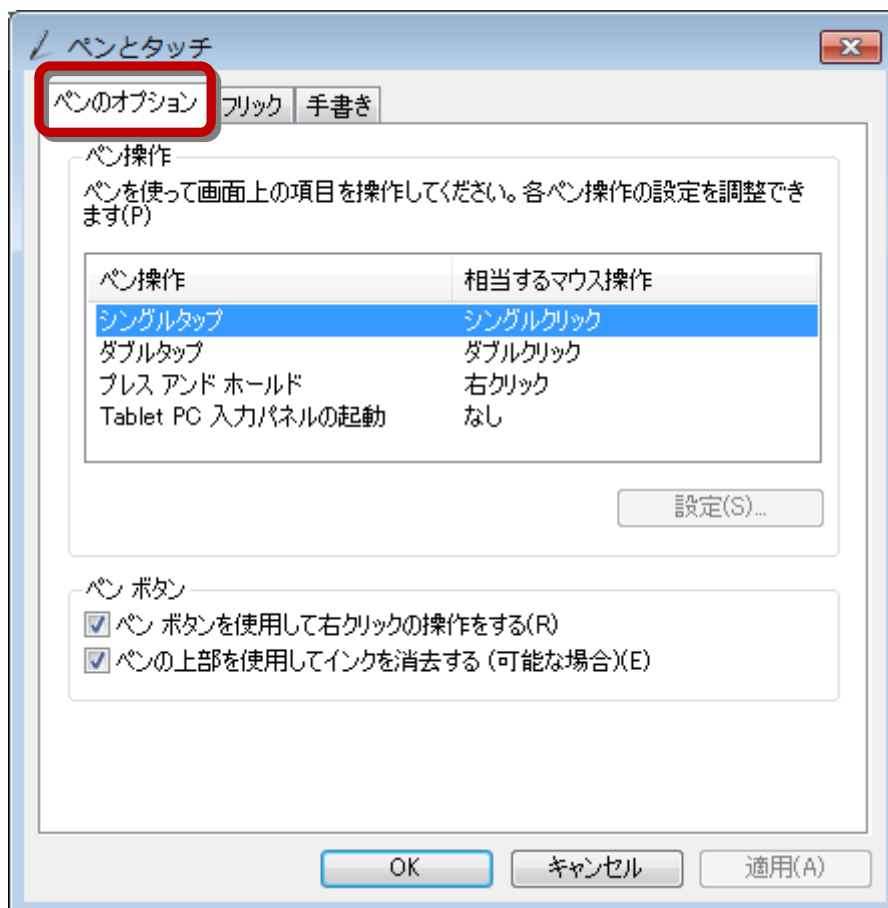 ペンとタッチ
ペンのオプション フリック 手書き
ペン操作
ペンを使って画面上の項目を操作してください。各ペン操作の設定を調整でき
ます(P)
ペン操作 相当するマウス操作
シングルタップ シングルクリック
ダブルタップ ダブルクリック
プレス アンド ホールド 右クリック
Tablet PC 入力パネルの起動 なし
設定(S)...
ペン ボタン
ペン ボタンを使用して右クリックの操作をする(R)
ペンの上部を使用してインクを消去する (可能な場合)(E)
OK キャンセル 適用(A)